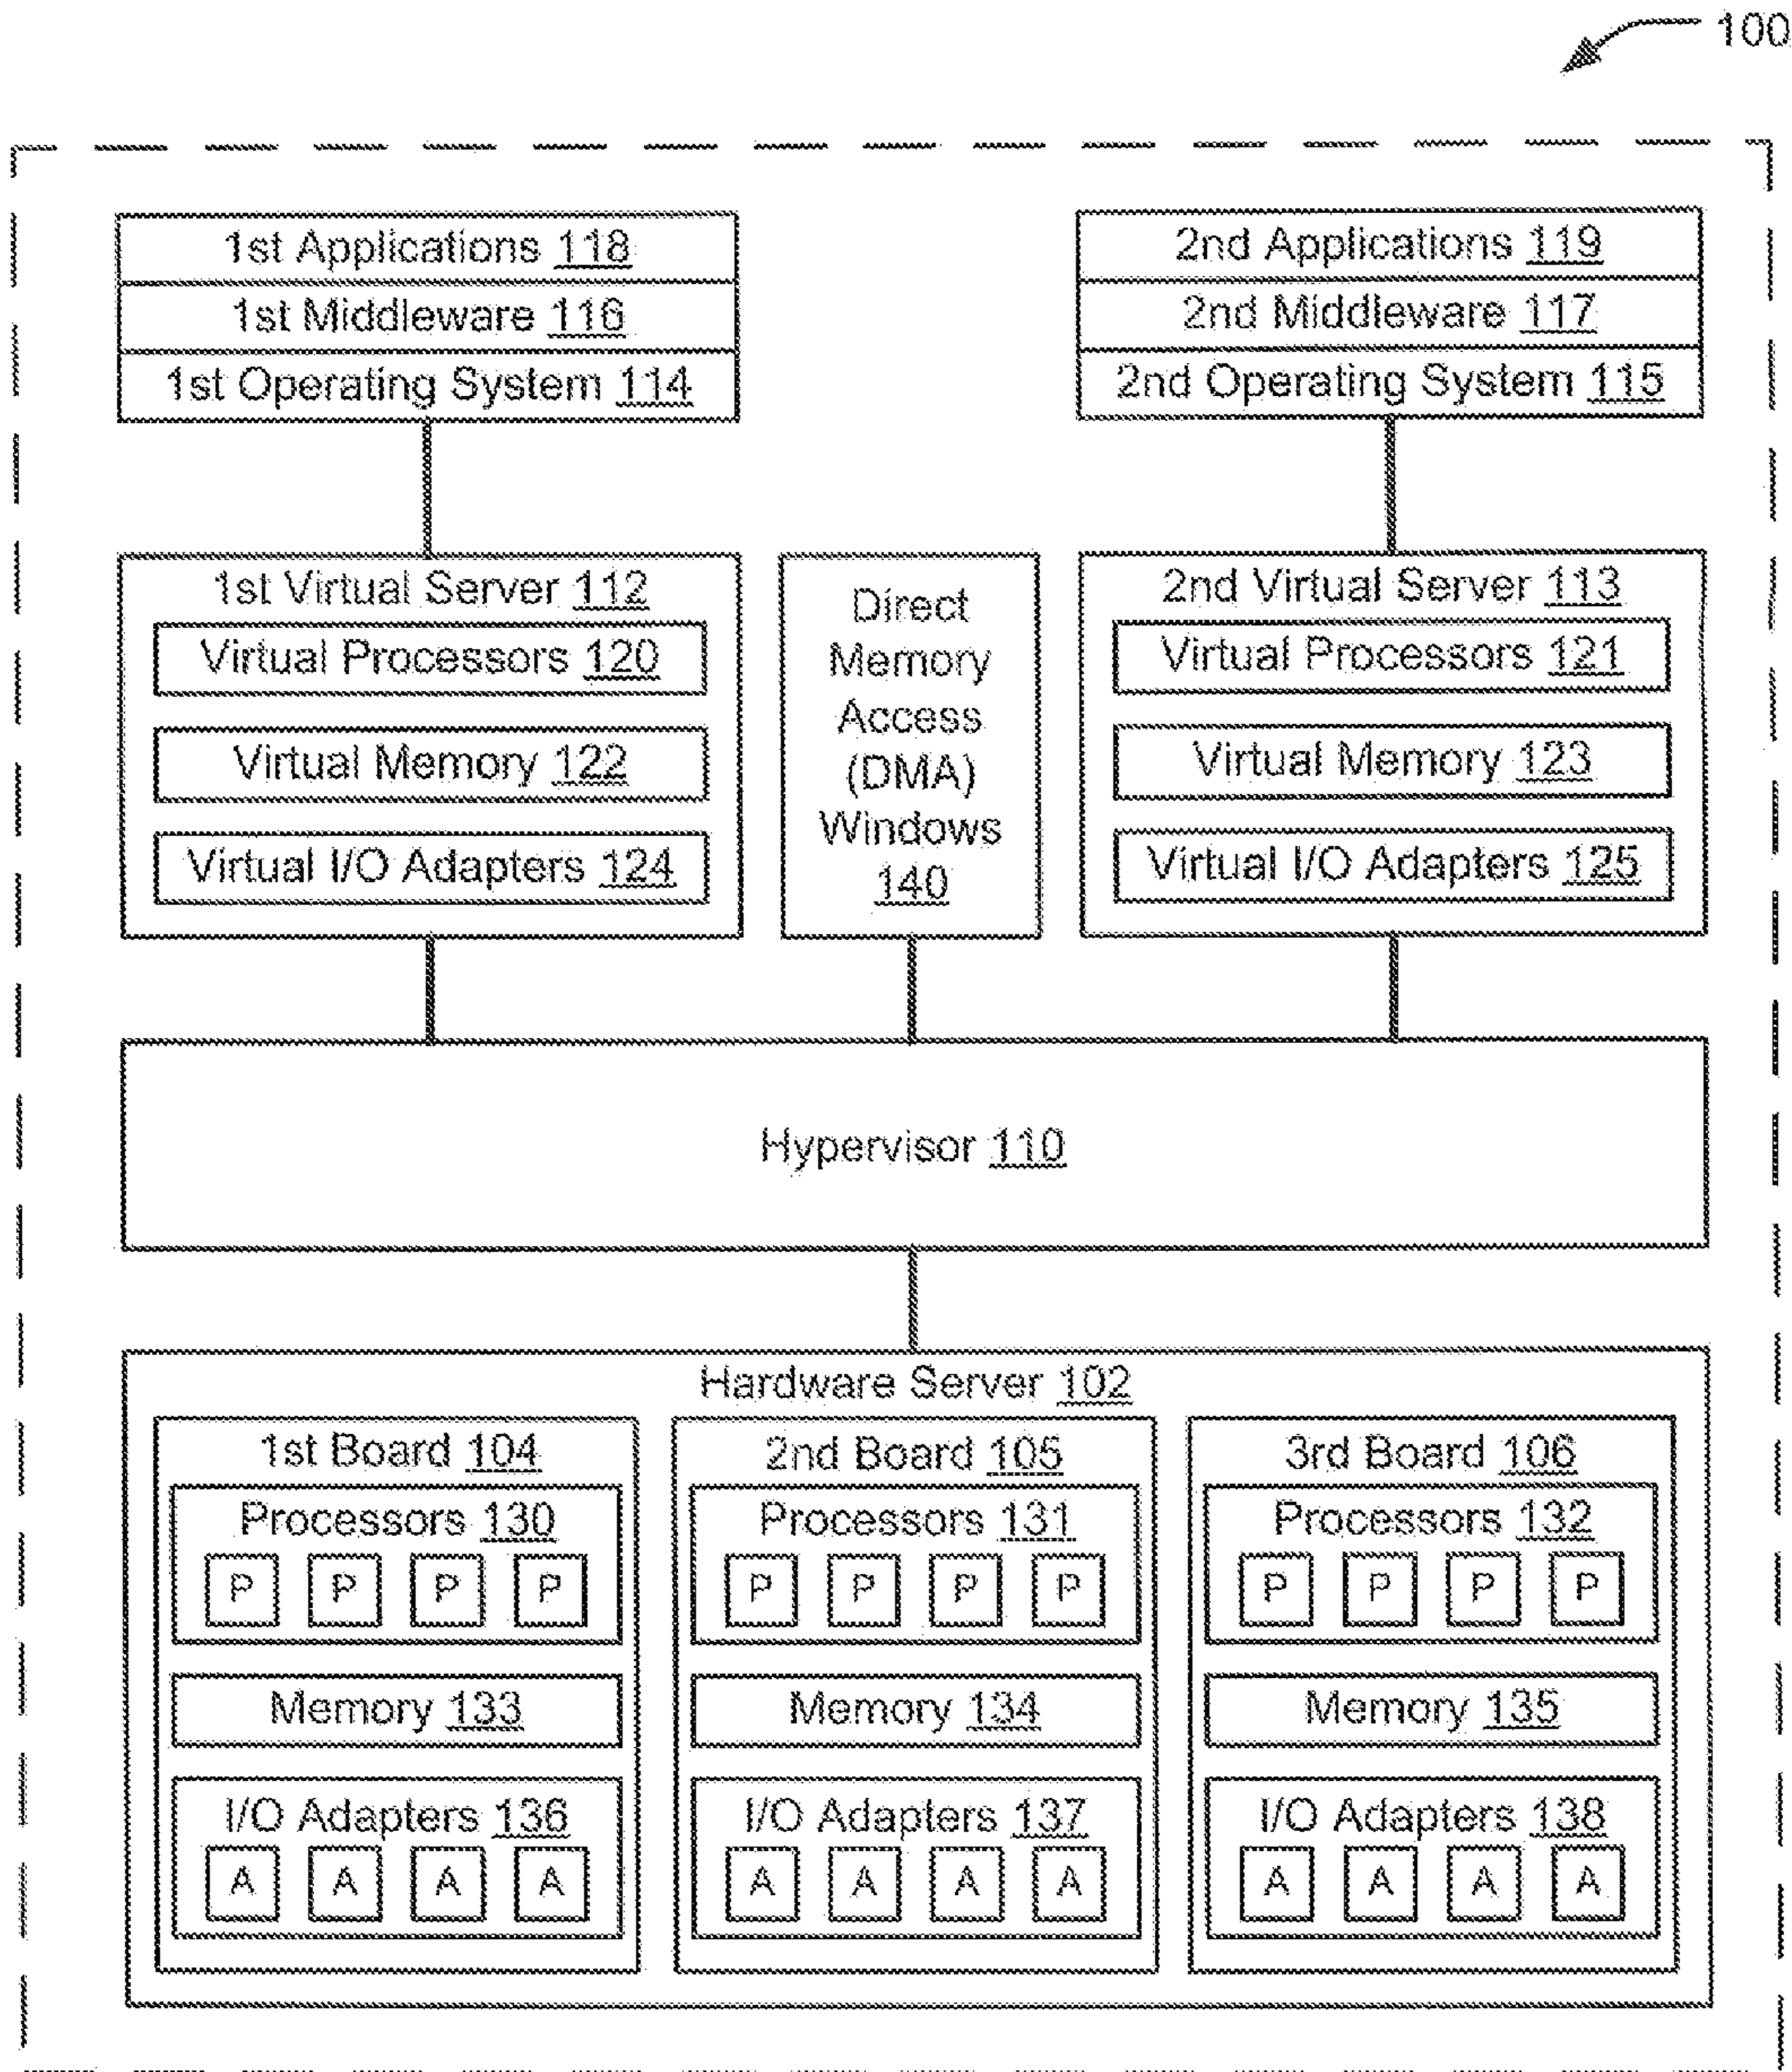 100
1st Applications 118
1st Middleware 116
1st Operating System 114
2nd Applications 119
2nd Middleware 117
2nd Operating System 115
1st Virtual Server 112
Virtual Processors 120
Virtual Memory 122
Virtual I/O Adapters 124
Direct
Memory
Access
(DMA)
Windows
140
2nd Virtual Server 113
Virtual Processors 121
Virtual Memory 123
Virtual I/O Adapters 125
Hypervisor 110
Hardware Server 102
1st Board 104
Processors 130
P P P P
Memory 133
I/O Adapters 136
A A A A
2nd Board 105
Processors 131
P P P P
Memory 134
I/O Adapters 137
A A A A
3rd Board 106
Processors 132
P P P P
Memory 135
I/O Adapters 138
A A A A